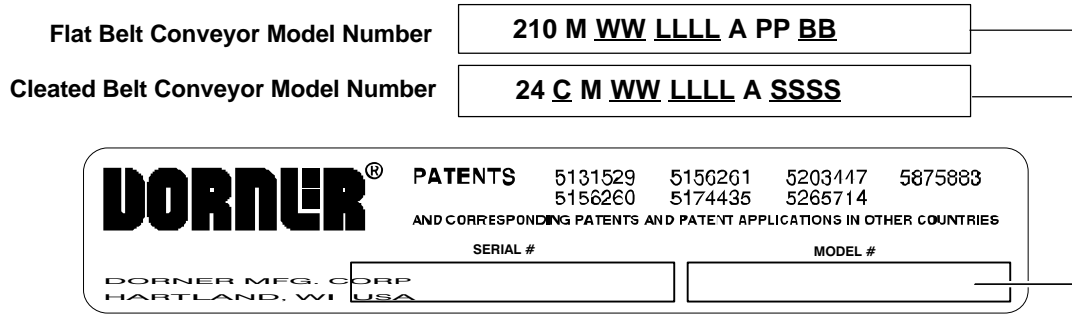 Flat Belt Conveyor Model Number
210 M WW LLLL A PP BB
Cleated Belt Conveyor Model Number
24 C M WW LLLL A SSSS
DORNER®
PATENTS 5131529 5156261 5203447 5875883
5156260 5174435 5265714
AND CORRESPONDING PATENTS AND PATENT APPLICATIONS IN OTHER COUNTRIES
SERIAL # MODEL #
DORNER MFG. CORP
HARTLAND, WI USA